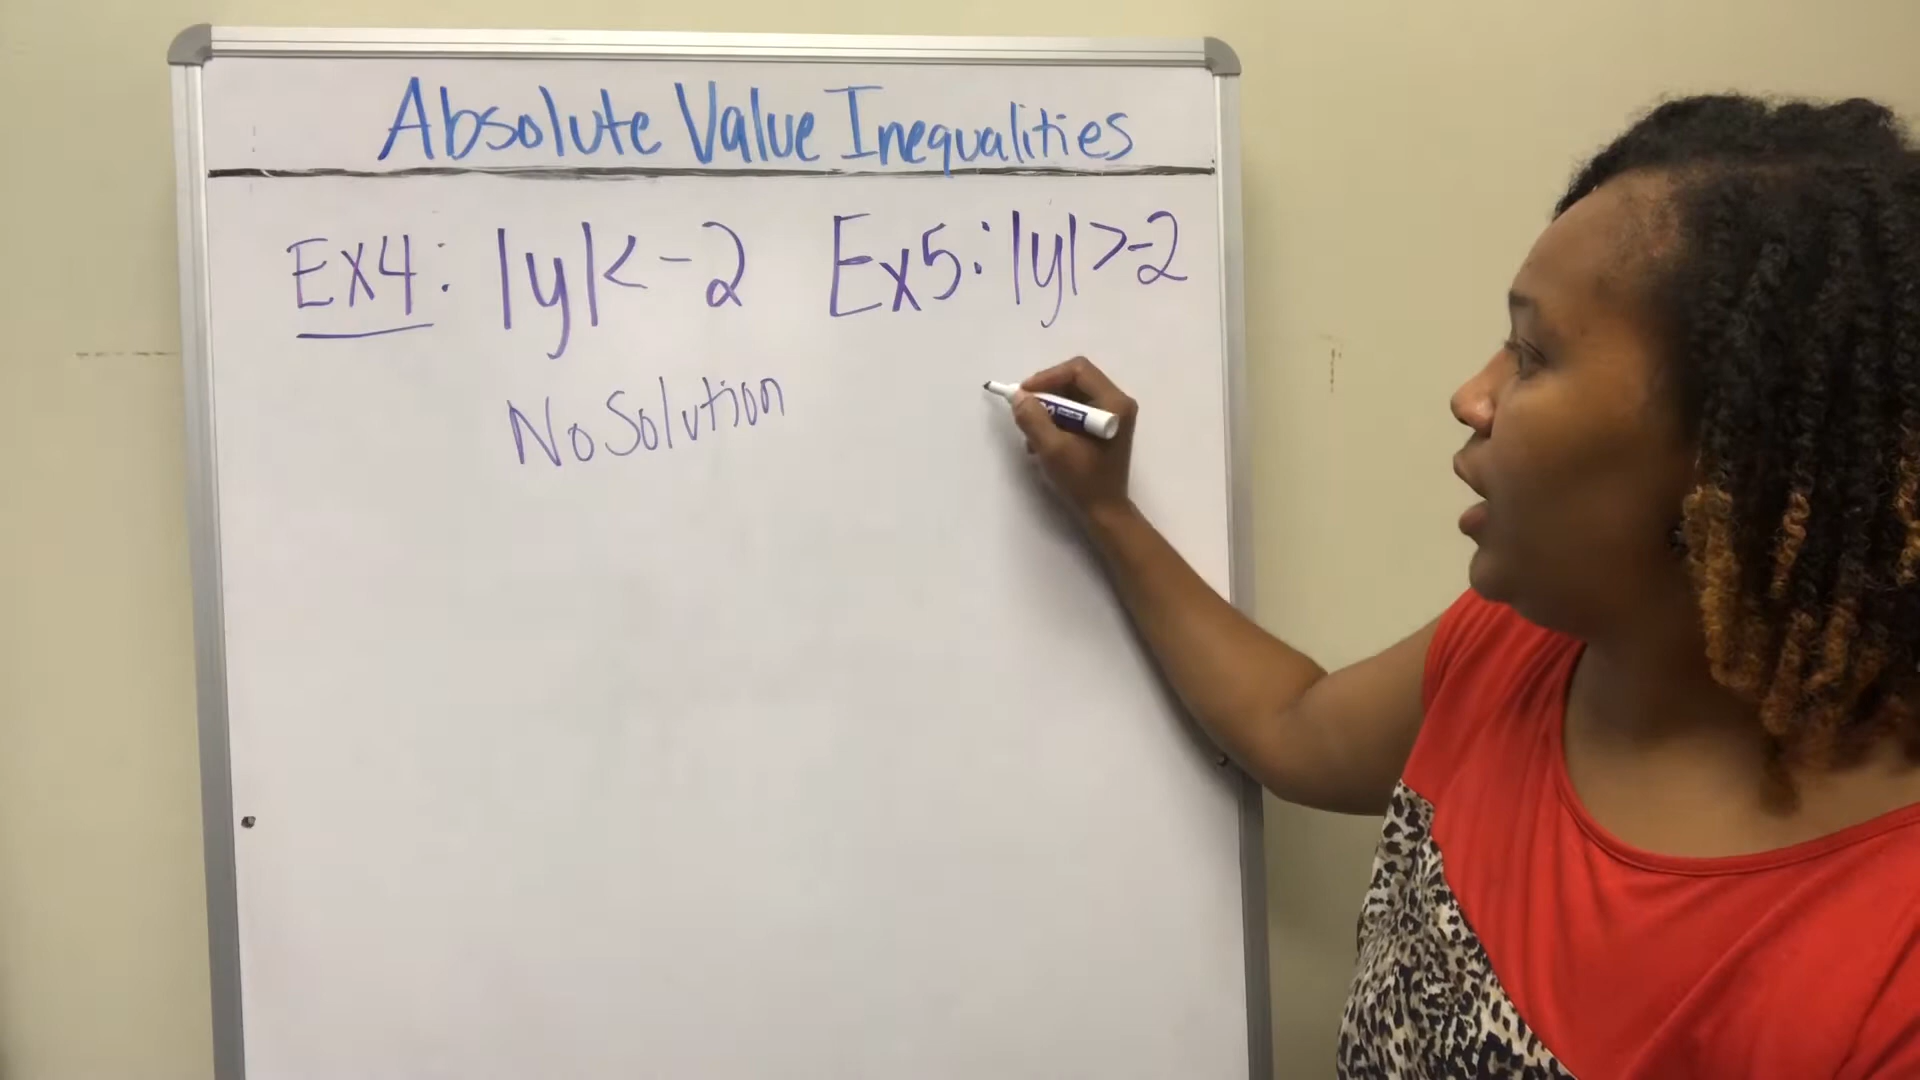 Absolute Value Inequalities
Ex4: |y|<-2
Ex5: |y|>-2
No Solution